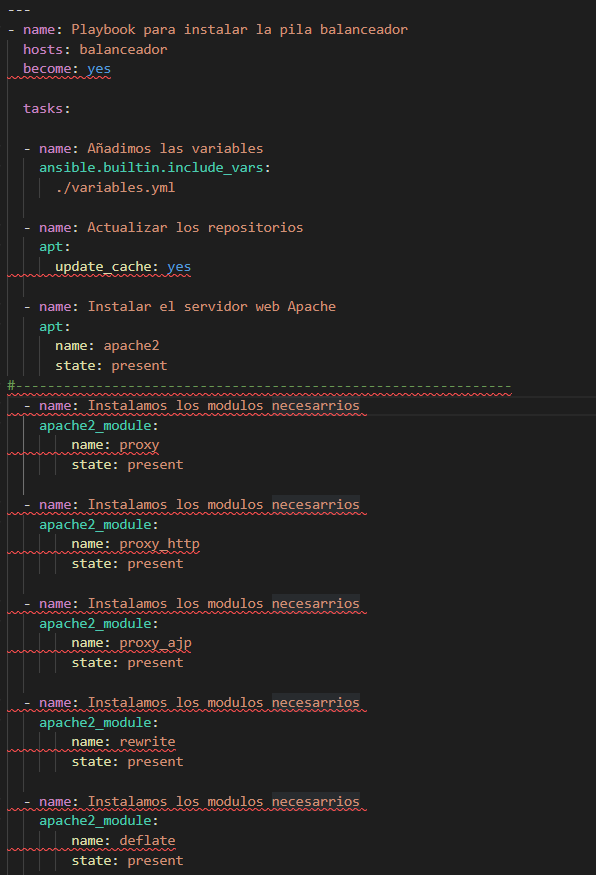 ---
- name: Playbook para instalar la pila balanceador
  hosts: balanceador
  become: yes

  tasks:

  - name: Añadimos las variables
    ansible.builtin.include_vars:
      ./variables.yml

  - name: Actualizar los repositorios
    apt:
      update_cache: yes

  - name: Instalar el servidor web Apache
    apt:
      name: apache2
      state: present
#--------------------------------------------------------------
  - name: Instalamos los modulos necesarrios
    apache2_module:
        name: proxy
        state: present

  - name: Instalamos los modulos necesarrios
    apache2_module:
        name: proxy_http
        state: present

  - name: Instalamos los modulos necesarrios
    apache2_module:
        name: proxy_ajp
        state: present

  - name: Instalamos los modulos necesarrios
    apache2_module:
        name: rewrite
        state: present

  - name: Instalamos los modulos necesarrios
    apache2_module:
        name: deflate
        state: present